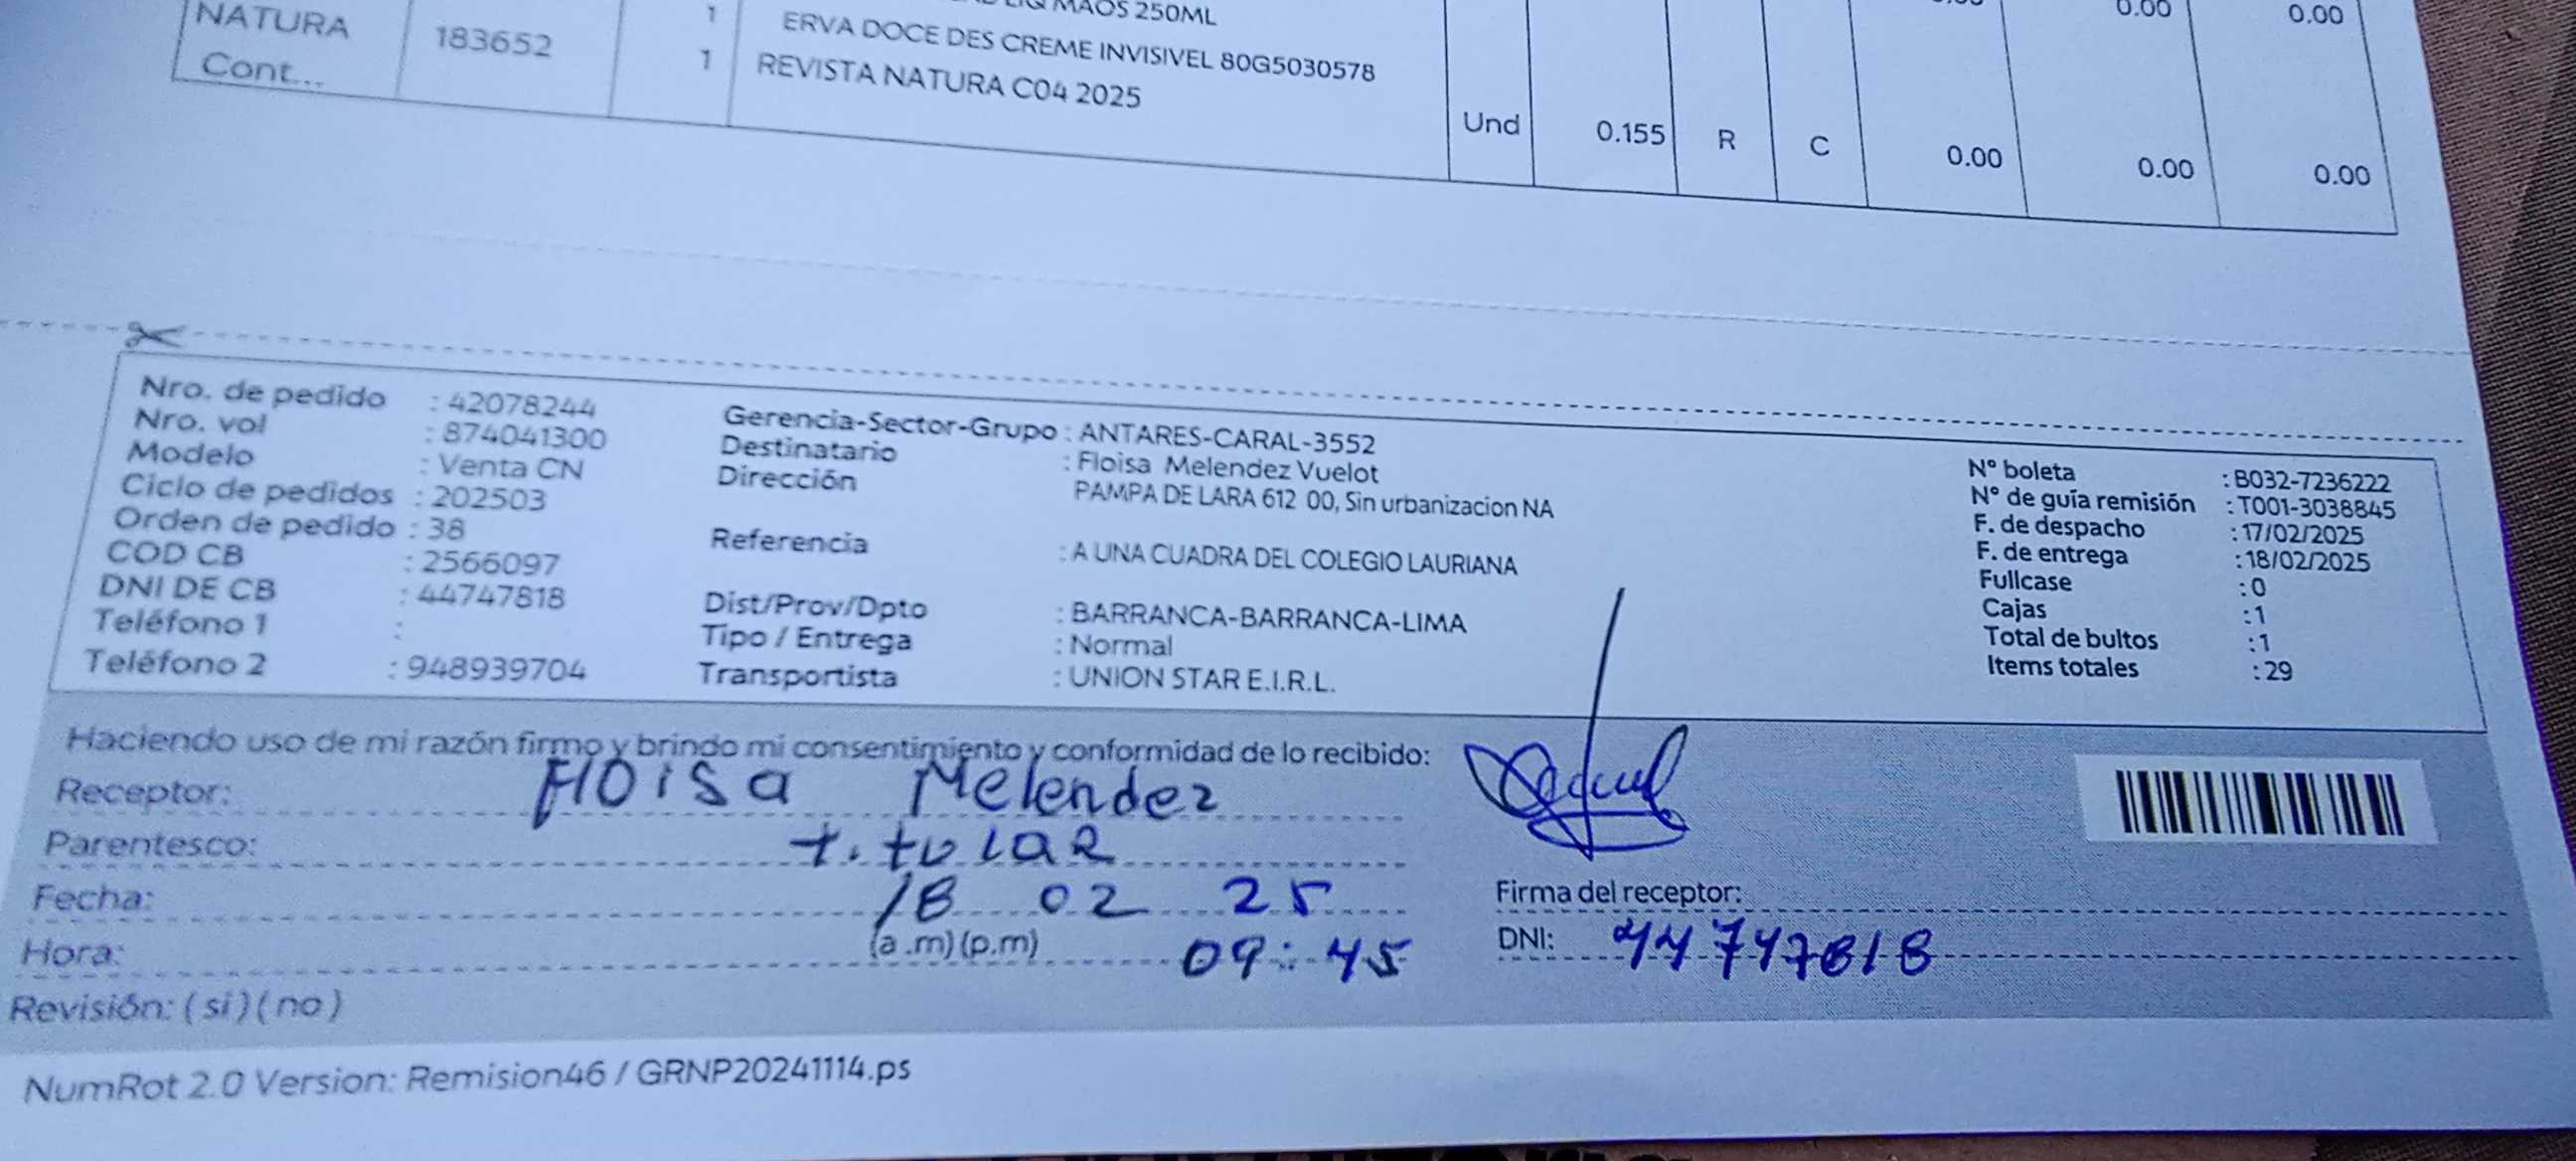 LIQ MAOS 250ML
0.00 0.00
NATURA 183652 1 ERVA DOCE DES CREME INVISIVEL 80G5030578
Cont... 1 REVISTA NATURA C04 2025 Und 0.155 R C 0.00 0.00 0.00
Nro. de pedido : 42078244
Nro. vol : 874041300
Modelo : Venta CN
Ciclo de pedidos : 202503
Orden de pedido : 38
COD CB : 2566097
DNI DE CB : 44747818
Teléfono 1 :
Teléfono 2 : 948939704
Gerencia-Sector-Grupo : ANTARES-CARAL-3552
Destinatario : Floisa Melendez Vuelot
Dirección PAMPA DE LARA 612 00, Sin urbanizacion NA
Referencia : A UNA CUADRA DEL COLEGIO LAURIANA
Dist/Prov/Dpto : BARRANCA-BARRANCA-LIMA
Tipo / Entrega : Normal
Transportista : UNION STAR E.I.R.L.
N° boleta : B032-7236222
N° de guía remisión : T001-3038845
F. de despacho : 17/02/2025
F. de entrega : 18/02/2025
Fullcase : 0
Cajas : 1
Total de bultos : 1
Items totales : 29
Haciendo uso de mi razón firmo y brindo mi consentimiento y conformidad de lo recibido:
Receptor: Floisa Melendez
Parentesco: titular
Fecha: 18 02 25
Hora: (a.m)(p.m) 09:45
Firma del receptor:
DNI: 44747818
Revisión: (si)(no)
NumRot 2.0 Version: Remision46 / GRNP20241114.ps